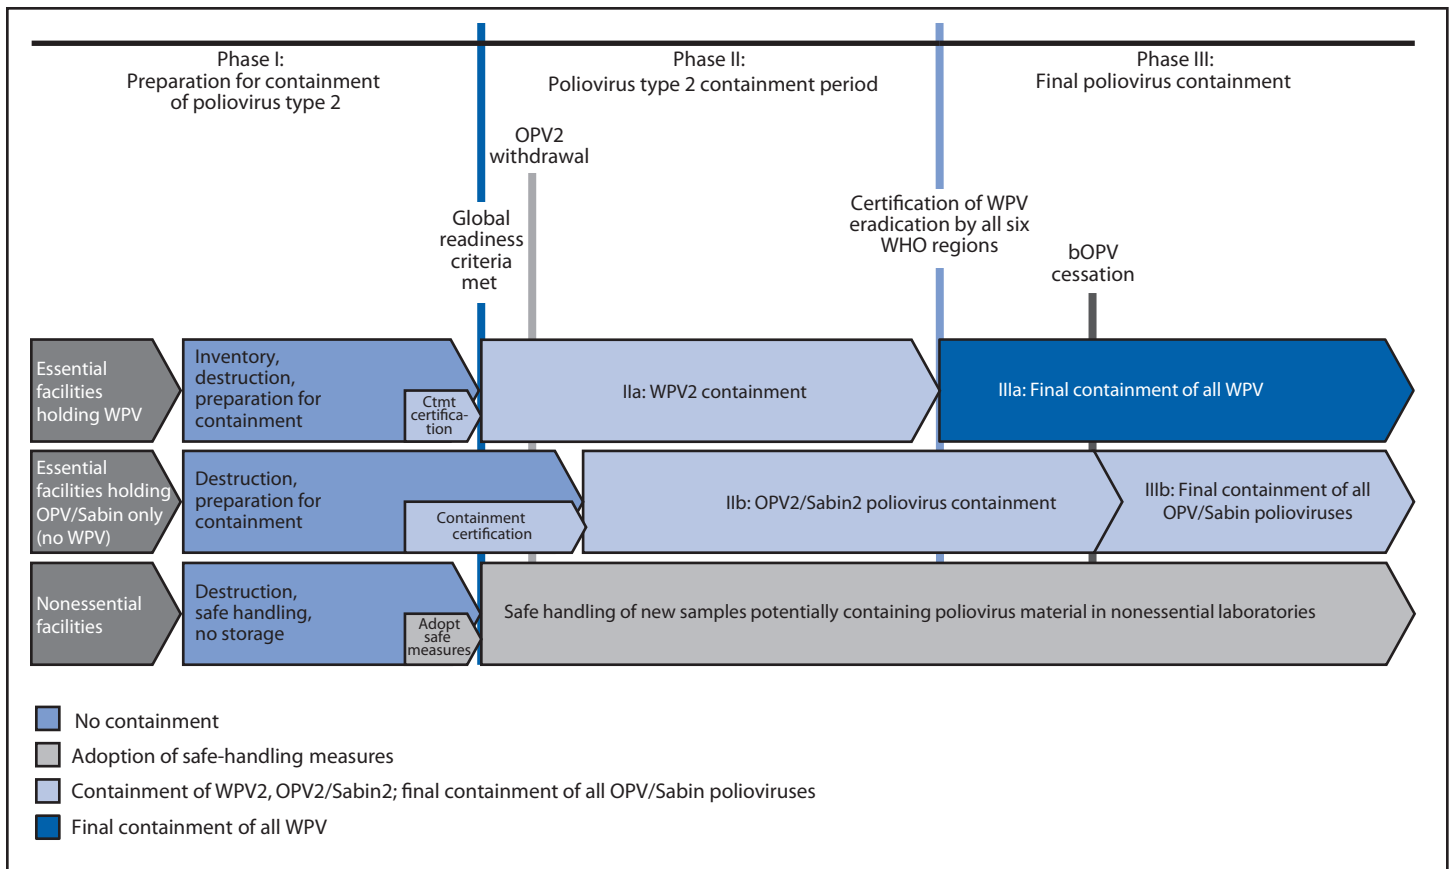 Phase I:
Preparation for containment
of poliovirus type 2
Phase II:
Poliovirus type 2 containment period
Phase III:
Final poliovirus containment
OPV2
withdrawal
Global
readiness
criteria
met
Certification of WPV
eradication by all six
WHO regions
bOPV
cessation
Essential
facilities
holding WPV
Inventory,
destruction,
preparation for
containment
Ctmt
certifica-
tion
IIa: WPV2 containment
IIIa: Final containment of all WPV
Essential
facilities holding
OPV/Sabin only
(no WPV)
Destruction,
preparation for
containment
Containment
certification
IIb: OPV2/Sabin2 poliovirus containment
IIIb: Final containment of all
OPV/Sabin polioviruses
Nonessential
facilities
Destruction,
safe handling,
no storage
Adopt
safe
measures
Safe handling of new samples potentially containing poliovirus material in nonessential laboratories
No containment
Adoption of safe-handling measures
Containment of WPV2, OPV2/Sabin2; final containment of all OPV/Sabin polioviruses
Final containment of all WPV